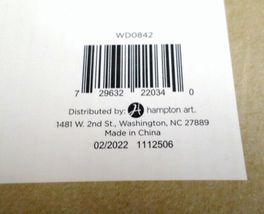 WD0842
7 29632 22034 0
Distributed by: hampton art.
1481 W. 2nd St., Washington, NC 27889
Made in China
02/2022 1112506